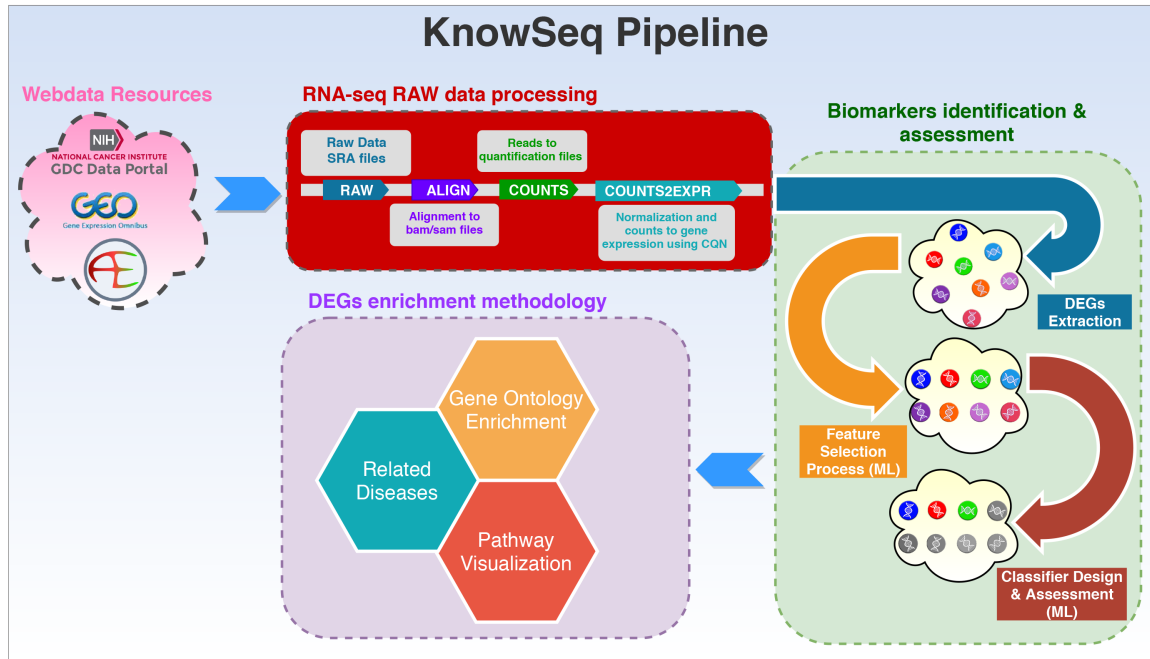 KnowSeq Pipeline
Webdata Resources
NIH
NATIONAL CANCER INSTITUTE
GDC Data Portal
GEO
Gene Expression Omnibus
AE
RNA-seq RAW data processing
Raw Data
SRA files
Reads to
quantification files
RAW
ALIGN
COUNTS
COUNTS2EXPR
Alignment to
bam/sam files
Normalization and
counts to gene
expression using CQN
Biomarkers identification &
assessment
DEGs
Extraction
Feature
Selection
Process (ML)
Classifier Design
& Assessment
(ML)
DEGs enrichment methodology
Gene Ontology
Enrichment
Related
Diseases
Pathway
Visualization